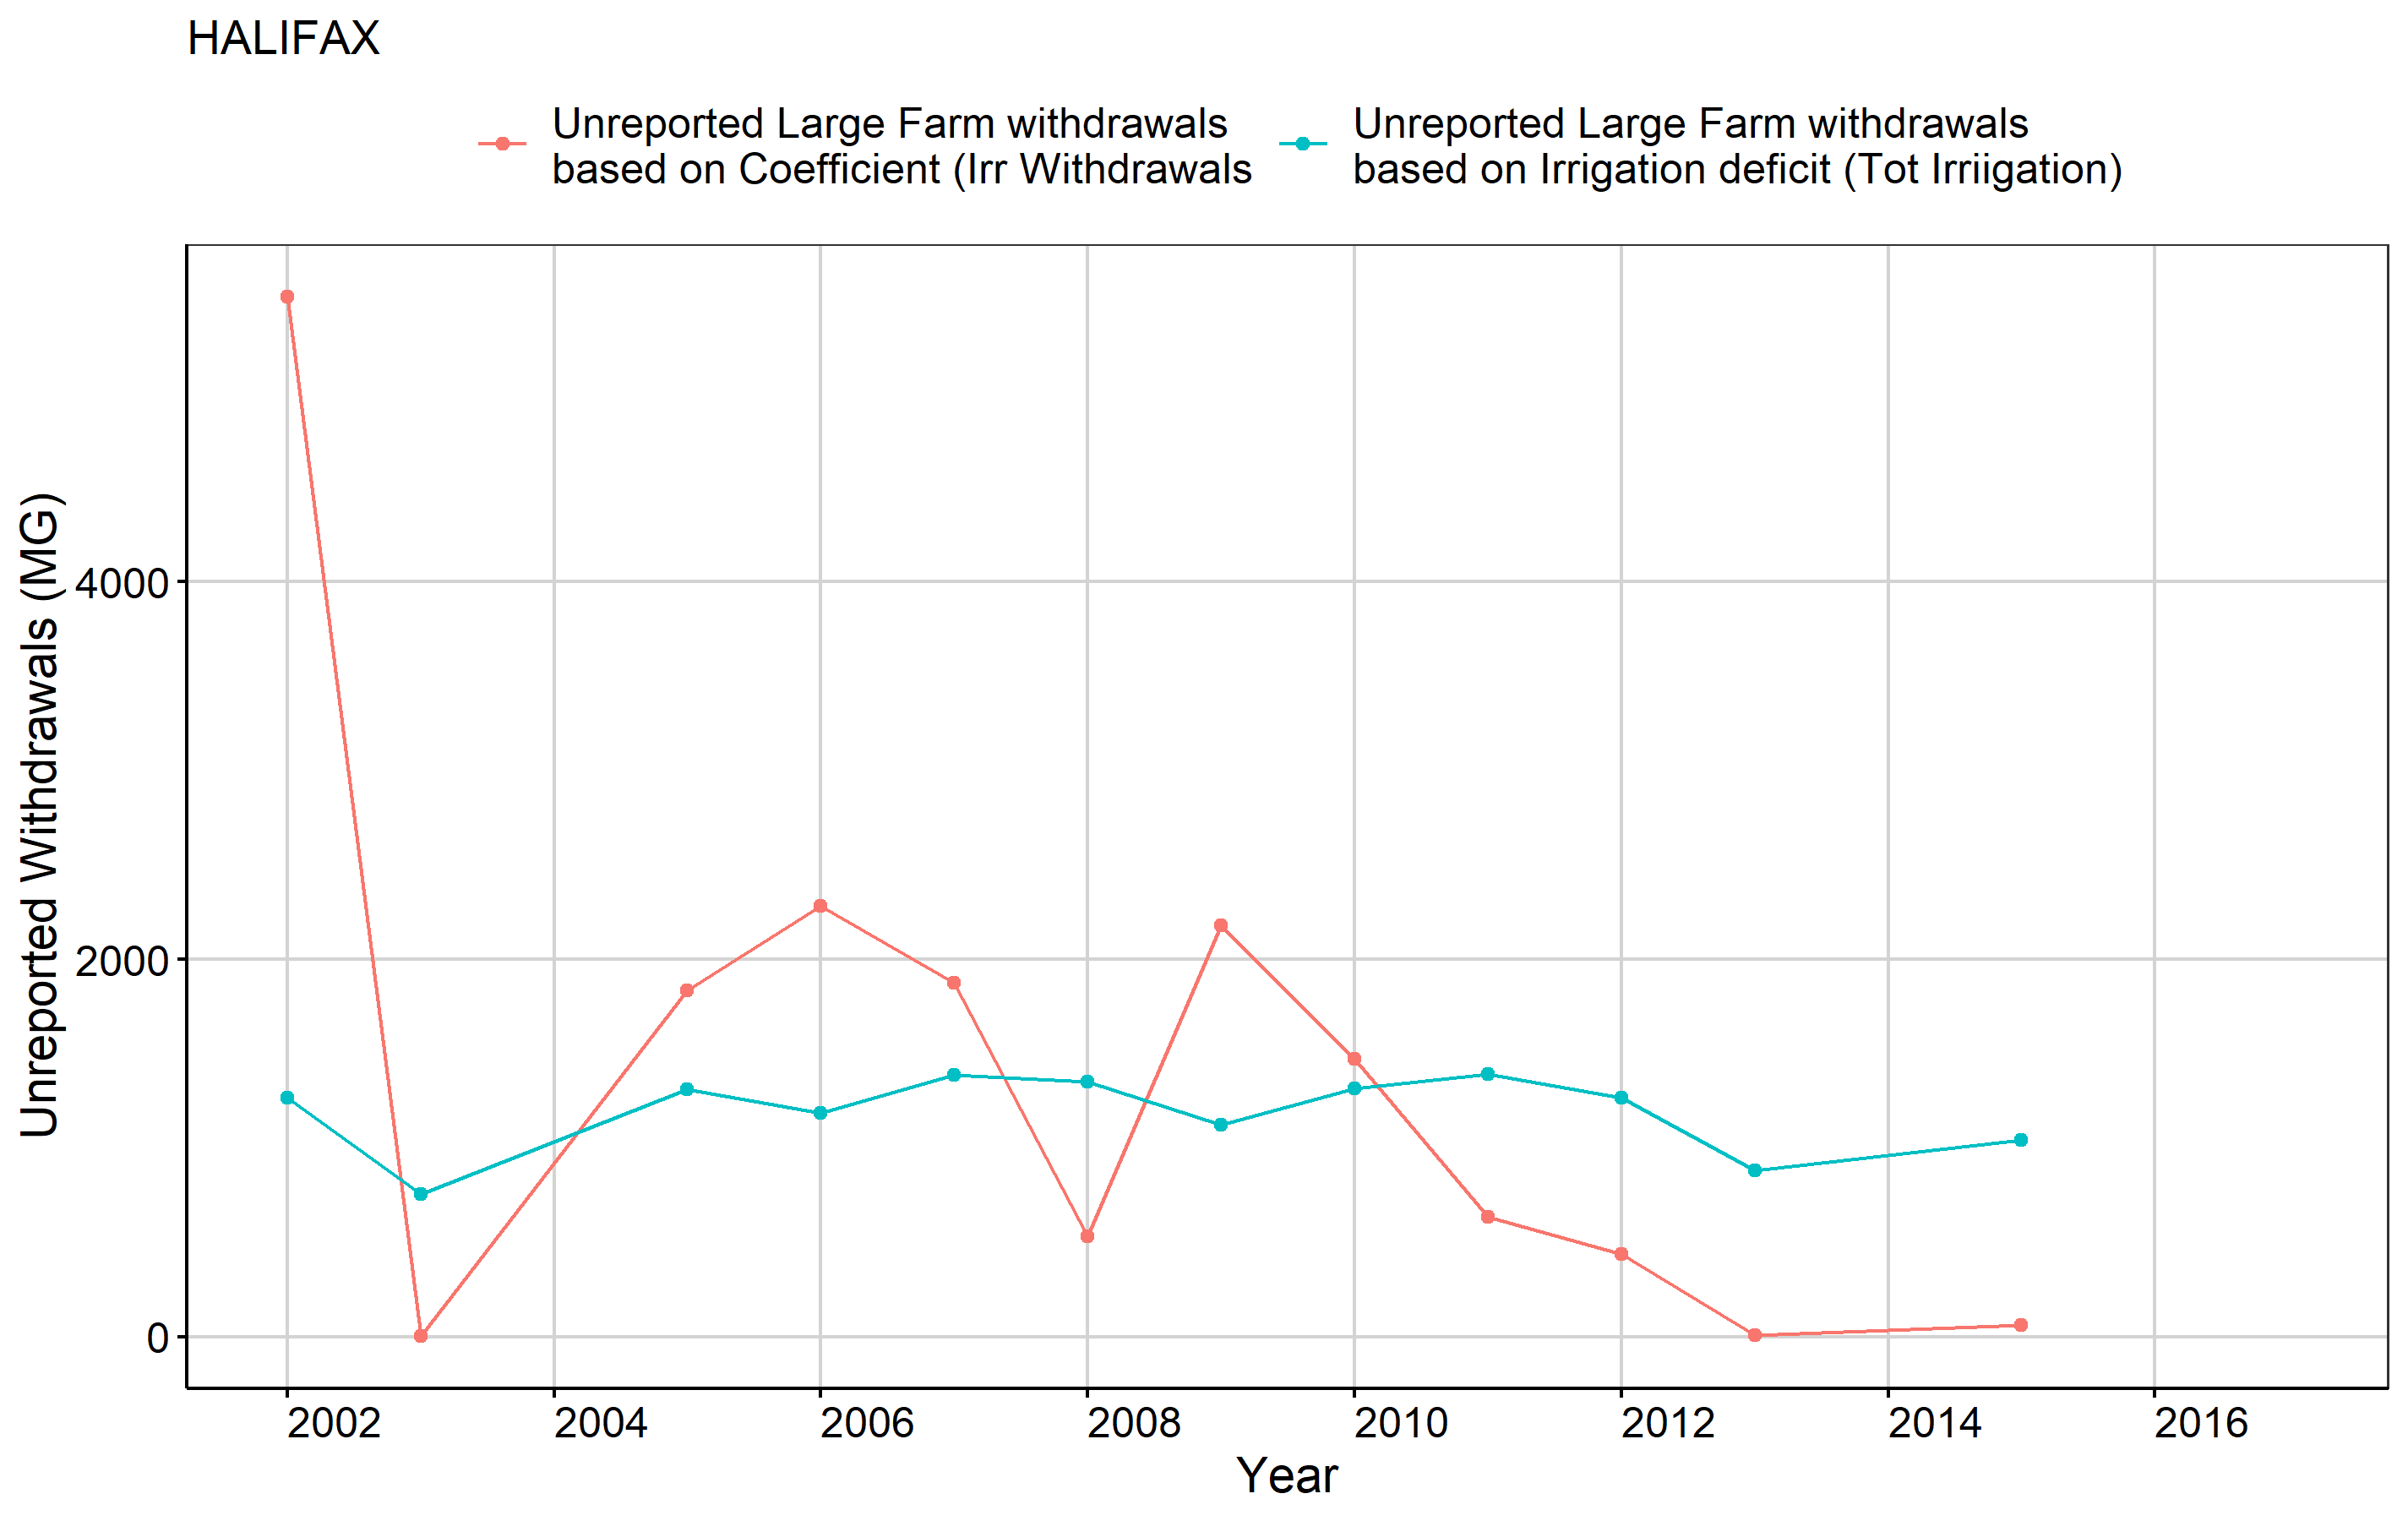 HALIFAX
Unreported Large Farm withdrawals
based on Coefficient (Irr Withdrawals
Unreported Large Farm withdrawals
based on Irrigation deficit (Tot Irriigation)
Unreported Withdrawals (MG)
4000
2000
0
2002 2004 2006 2008 2010 2012 2014 2016
Year